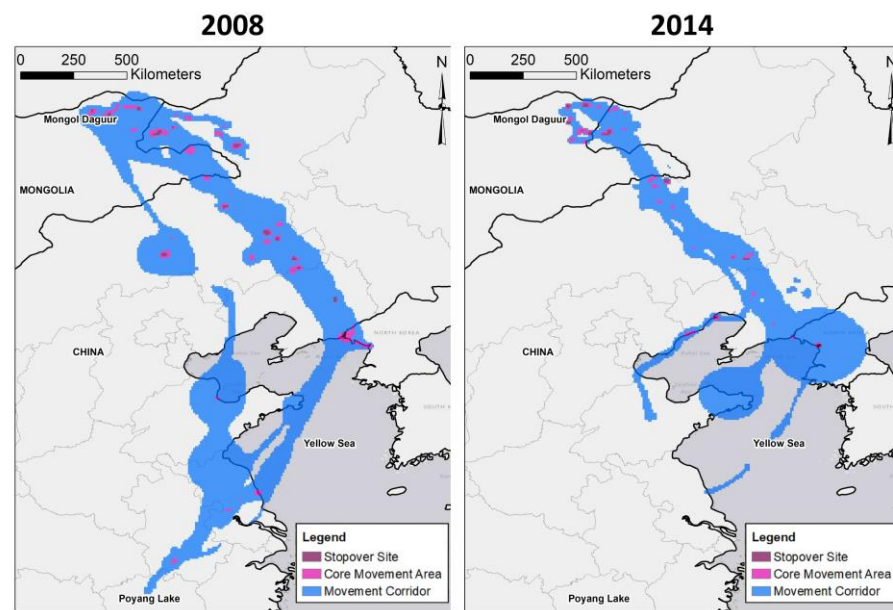 2008
0 250 500
Kilometers
N
Mongol Daguur
MONGOLIA
NORTH KOREA
CHINA
Yellow Sea
Poyang Lake
Legend
Stopover Site
Core Movement Area
Movement Corridor
2014
0 250 500
Kilometers
N
Mongol Daguur
MONGOLIA
NORTH KOREA
CHINA
Yellow Sea
Poyang Lake
Legend
Stopover Site
Core Movement Area
Movement Corridor